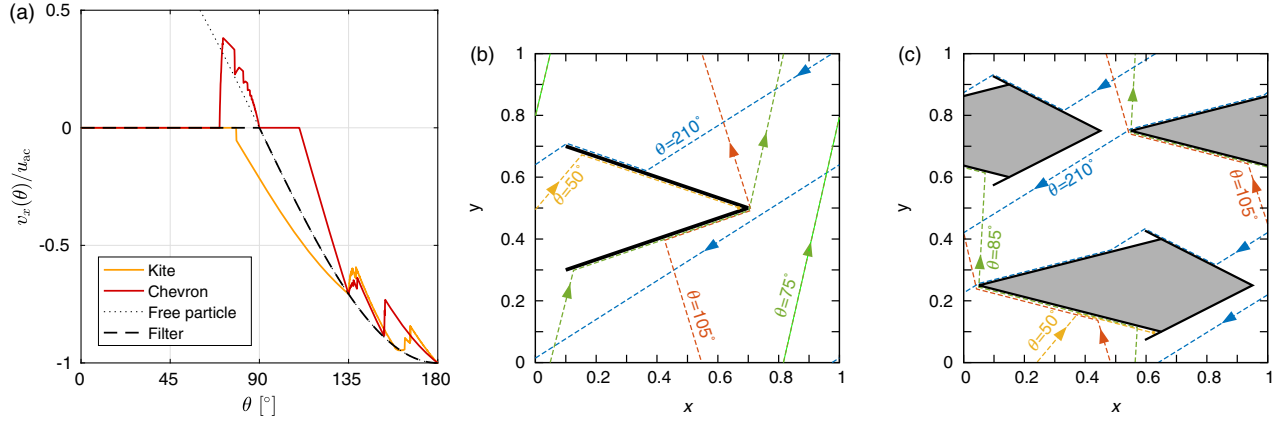 (a)
0.5
0
-0.5
-1
v_x(θ)/u_ac
0
45
90
135
180
θ [°]
Kite
Chevron
Free particle
Filter
(b)
1
0.8
0.6
0.4
0.2
0
y
0.0
0.2
0.4
0.6
0.8
1
x
θ=210°
θ=50°
θ=105°
θ=75°
(c)
1
0.8
0.6
0.4
0.2
0
y
0.0
0.2
0.4
0.6
0.8
1
x
θ=210°
θ=105°
θ=85°
θ=50°